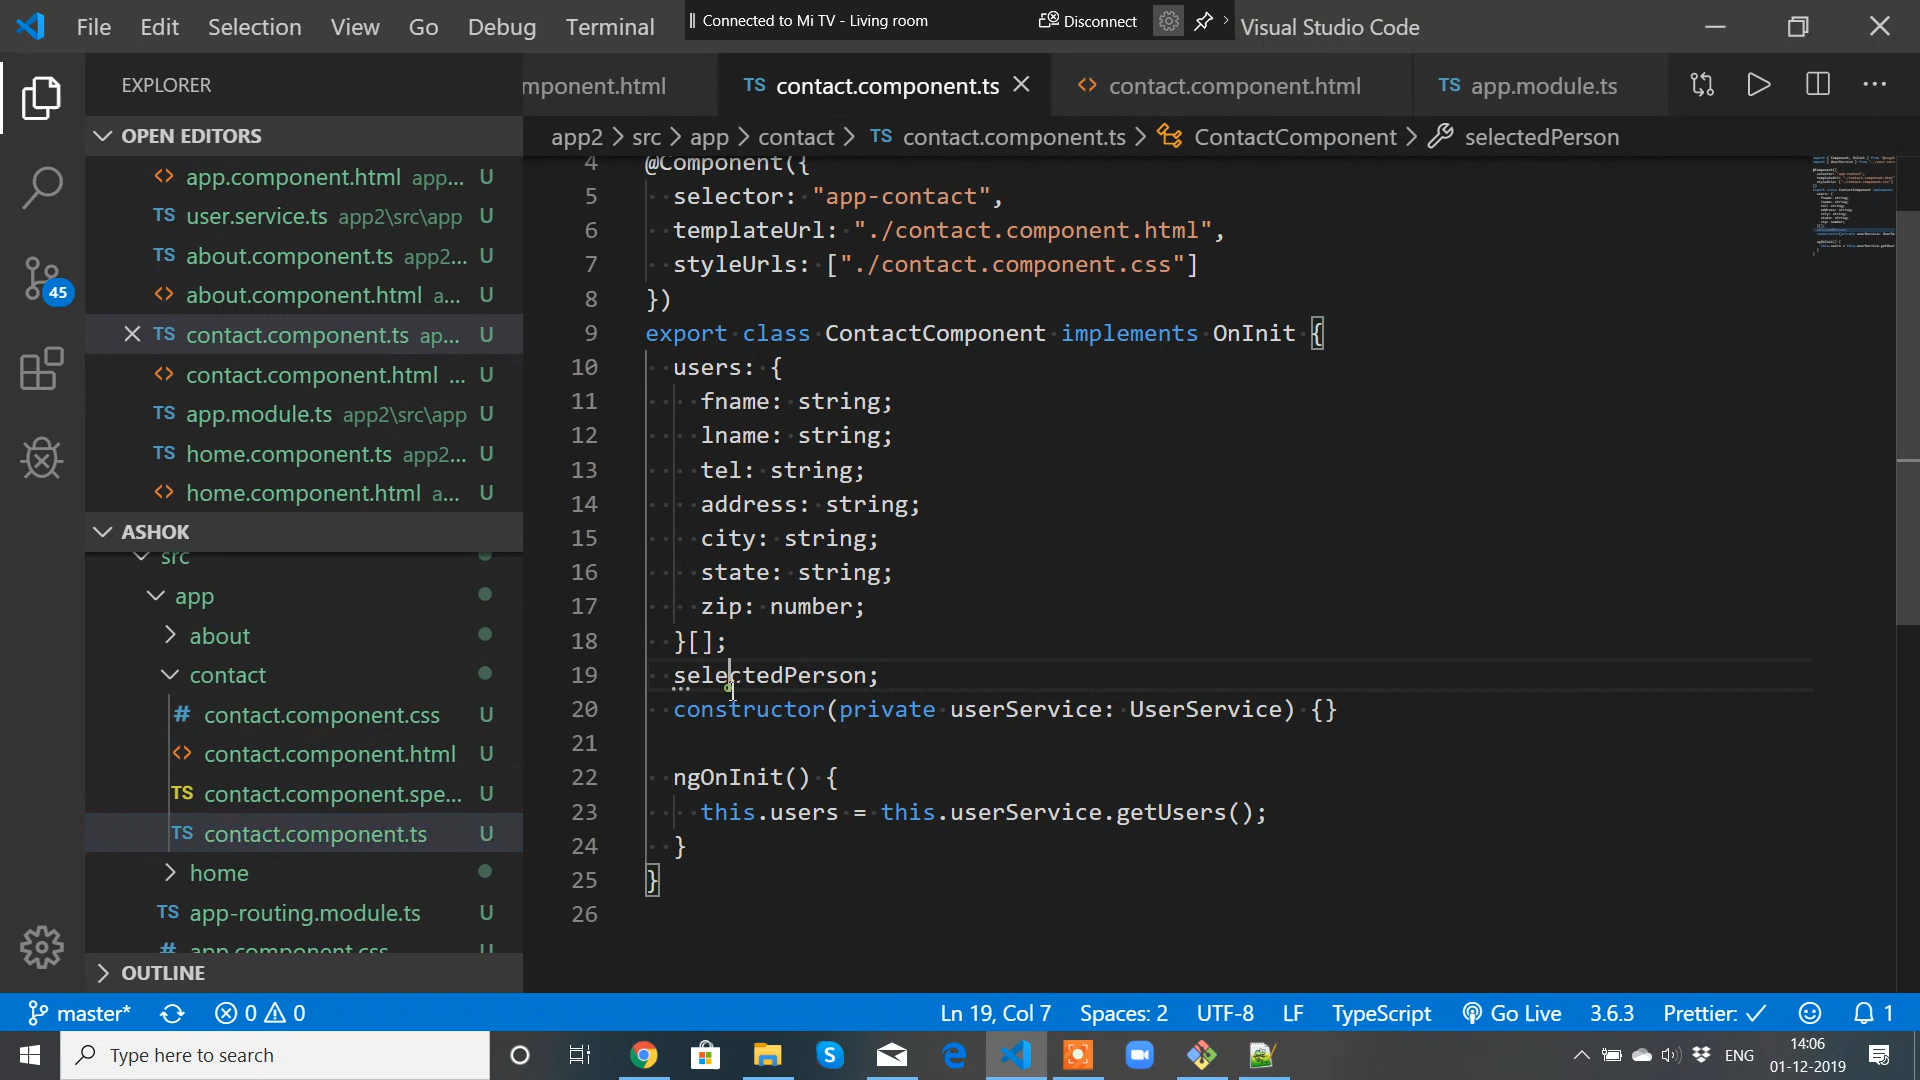 File Edit Selection View Go Debug Terminal
Connected to Mi TV - Living room
Disconnect
Visual Studio Code
EXPLORER
mponent.html
TS contact.component.ts
<> contact.component.html
TS app.module.ts
app2 > src > app > contact > TS contact.component.ts > ContactComponent > selectedPerson
OPEN EDITORS
<> app.component.html app... U
TS user.service.ts app2\src\app U
TS about.component.ts app2... U
<> about.component.html a... U
TS contact.component.ts ap... U
<> contact.component.html ... U
TS app.module.ts app2\src\app U
TS home.component.ts app2... U
<> home.component.html a... U
45
ASHOK
src
app
about
contact
# contact.component.css U
<> contact.component.html U
TS contact.component.spe... U
TS contact.component.ts U
home
TS app-routing.module.ts U
# app.component.css U
OUTLINE
4 @Component({
5 selector: "app-contact",
6 templateUrl: "./contact.component.html",
7 styleUrls: ["./contact.component.css"]
8 })
9 export class ContactComponent implements OnInit {
10 users: {
11 fname: string;
12 lname: string;
13 tel: string;
14 address: string;
15 city: string;
16 state: string;
17 zip: number;
18 }[];
19 selectedPerson;
20 constructor(private userService: UserService) {}
21
22 ngOnInit() {
23 this.users = this.userService.getUsers();
24 }
25 }
26
master* 0 0
Ln 19, Col 7 Spaces: 2 UTF-8 LF TypeScript Go Live 3.6.3 Prettier: ✓ 1
Type here to search
ENG
14:06
01-12-2019